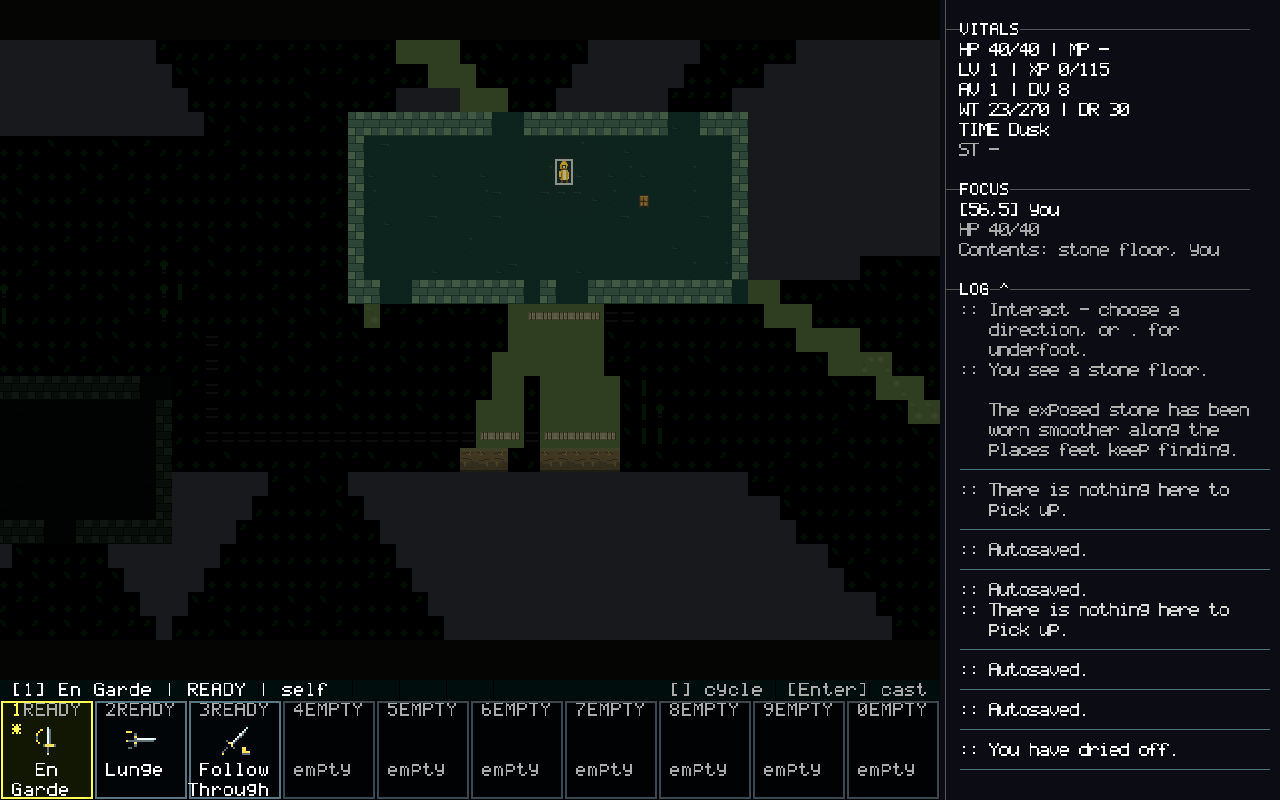 VITALS
HP 40/40 | MP -
LV 1 | XP 0/115
AV 1 | DV 8
WT 23/270 | DR 30
TIME Dusk
ST -
FOCUS
[56,5] You
HP 40/40
Contents: stone floor, you
LOG ^
:: Interact - choose a
direction, or . for
underfoot.
:: You see a stone floor.
The exposed stone has been
worn smoother along the
places feet keep finding.
:: There is nothing here to
pick up.
:: Autosaved.
:: Autosaved.
:: There is nothing here to
pick up.
:: Autosaved.
:: Autosaved.
:: You have dried off.
[1] En Garde | READY | self
[] cycle [Enter] cast
1READY 2READY 3READY 4EMPTY 5EMPTY 6EMPTY 7EMPTY 8EMPTY 9EMPTY 0EMPTY
*
En Lunge Follow empty empty empty empty empty empty empty
Garde Through